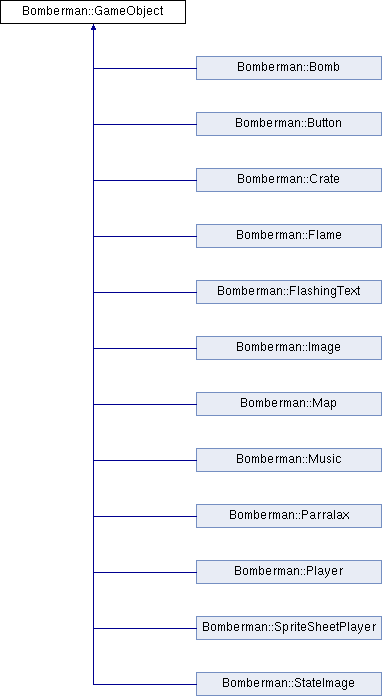 Bomberman::GameObject
Bomberman::Bomb
Bomberman::Button
Bomberman::Crate
Bomberman::Flame
Bomberman::FlashingText
Bomberman::Image
Bomberman::Map
Bomberman::Music
Bomberman::Parralax
Bomberman::Player
Bomberman::SpriteSheetPlayer
Bomberman::StateImage